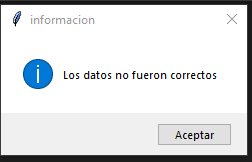 informacion
Los datos no fueron correctos
Aceptar